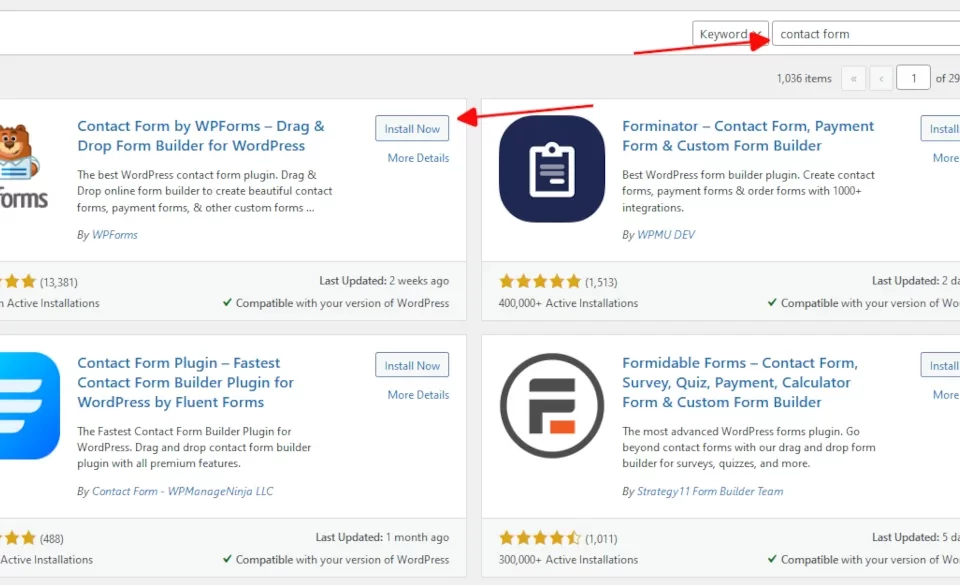 Keyword
contact form
1,036 items
«
‹
1
of 29
Contact Form by WPForms – Drag &
Drop Form Builder for WordPress
Install Now
More Details
The best WordPress contact form plugin. Drag &
Drop online form builder to create beautiful contact
forms, payment forms, & other custom forms ...
By WPForms
(13,381)
Last Updated: 2 weeks ago
Active Installations
Compatible with your version of WordPress
Forminator – Contact Form, Payment
Form & Custom Form Builder
Install
More
Best WordPress form builder plugin. Create contact
forms, payment forms & order forms with 1000+
integrations.
By WPMU DEV
(1,513)
Last Updated: 2
400,000+ Active Installations
Compatible with your version of
Contact Form Plugin – Fastest
Contact Form Builder Plugin for
WordPress by Fluent Forms
Install Now
More Details
The Fastest Contact Form Builder Plugin for
WordPress. Drag and drop contact form builder
plugin with all premium features.
By Contact Form - WPManageNinja LLC
(488)
Last Updated: 1 month ago
Active Installations
Compatible with your version of WordPress
Formidable Forms – Contact Form,
Survey, Quiz, Payment, Calculator
Form & Custom Form Builder
Install
More
The most advanced WordPress forms plugin. Go
beyond contact forms with our drag and drop form
builder for surveys, quizzes, and more.
By Strategy11 Form Builder Team
(1,011)
Last Updated: 5
300,000+ Active Installations
Compatible with your version of